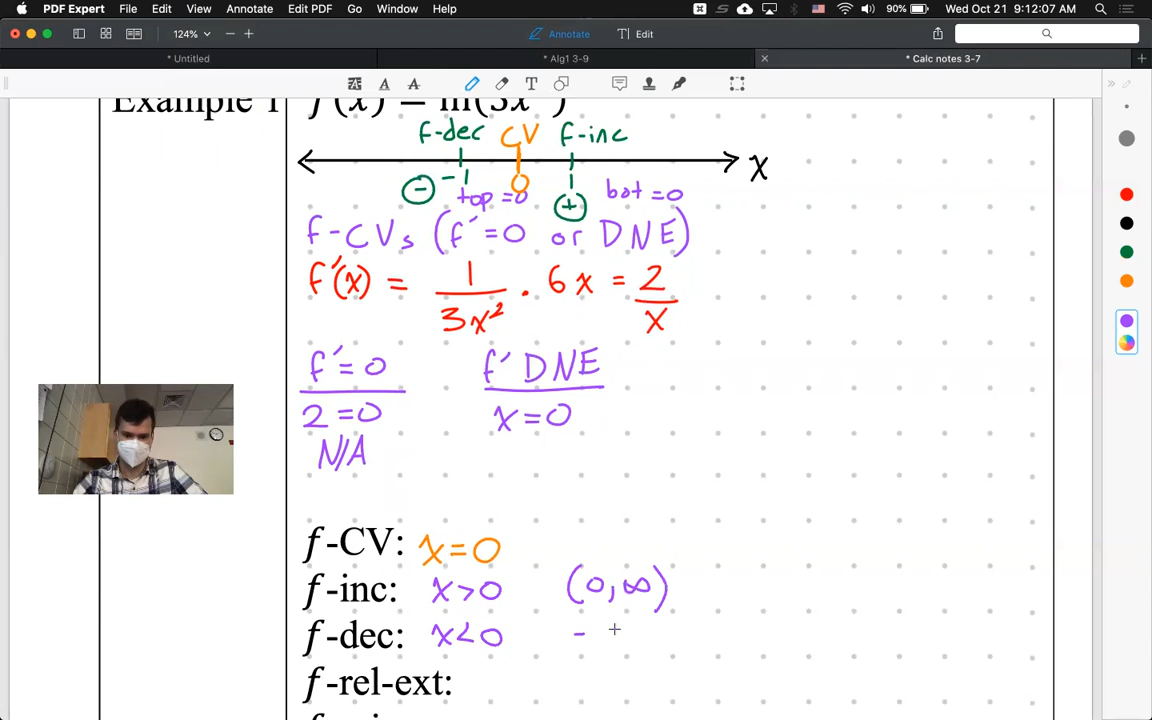 PDF Expert File Edit View Annotate Edit PDF Go Window Help 90% Wed Oct 21 9:12:07 AM
124% Annotate Edit
* Untitled * Alg1 3-9 * Calc notes 3-7
Example 1 f(x) = ln(3x²)
f-dec CV f-inc
x
- -1 0 + 
top =0 bot =0
f-CVs (f' = 0 or DNE)
f'(x) = 1/3x² · 6x = 2/x
f' = 0 f' DNE
2 = 0 x = 0
N/A
f-CV: x = 0
f-inc: x > 0 (0, ∞)
f-dec: x < 0 -
f-rel-ext: